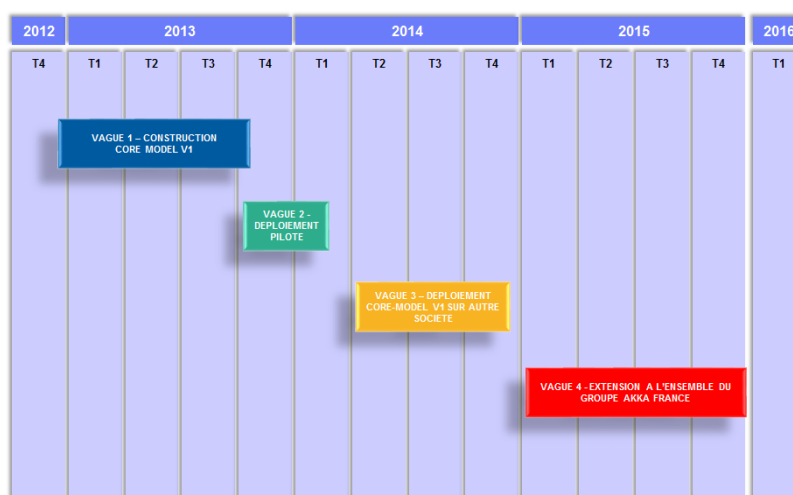 2012 2013 2014 2015 2016
T4 T1 T2 T3 T4 T1 T2 T3 T4 T1 T2 T3 T4 T1
VAGUE 1 – CONSTRUCTION
CORE MODEL V1
VAGUE 2 -
DEPLOIEMENT
PILOTE
VAGUE 3 – DEPLOIEMENT
CORE-MODEL V1 SUR AUTRE
SOCIETE
VAGUE 4 -EXTENSION A L'ENSEMBLE DU
GROUPE AKKA FRANCE